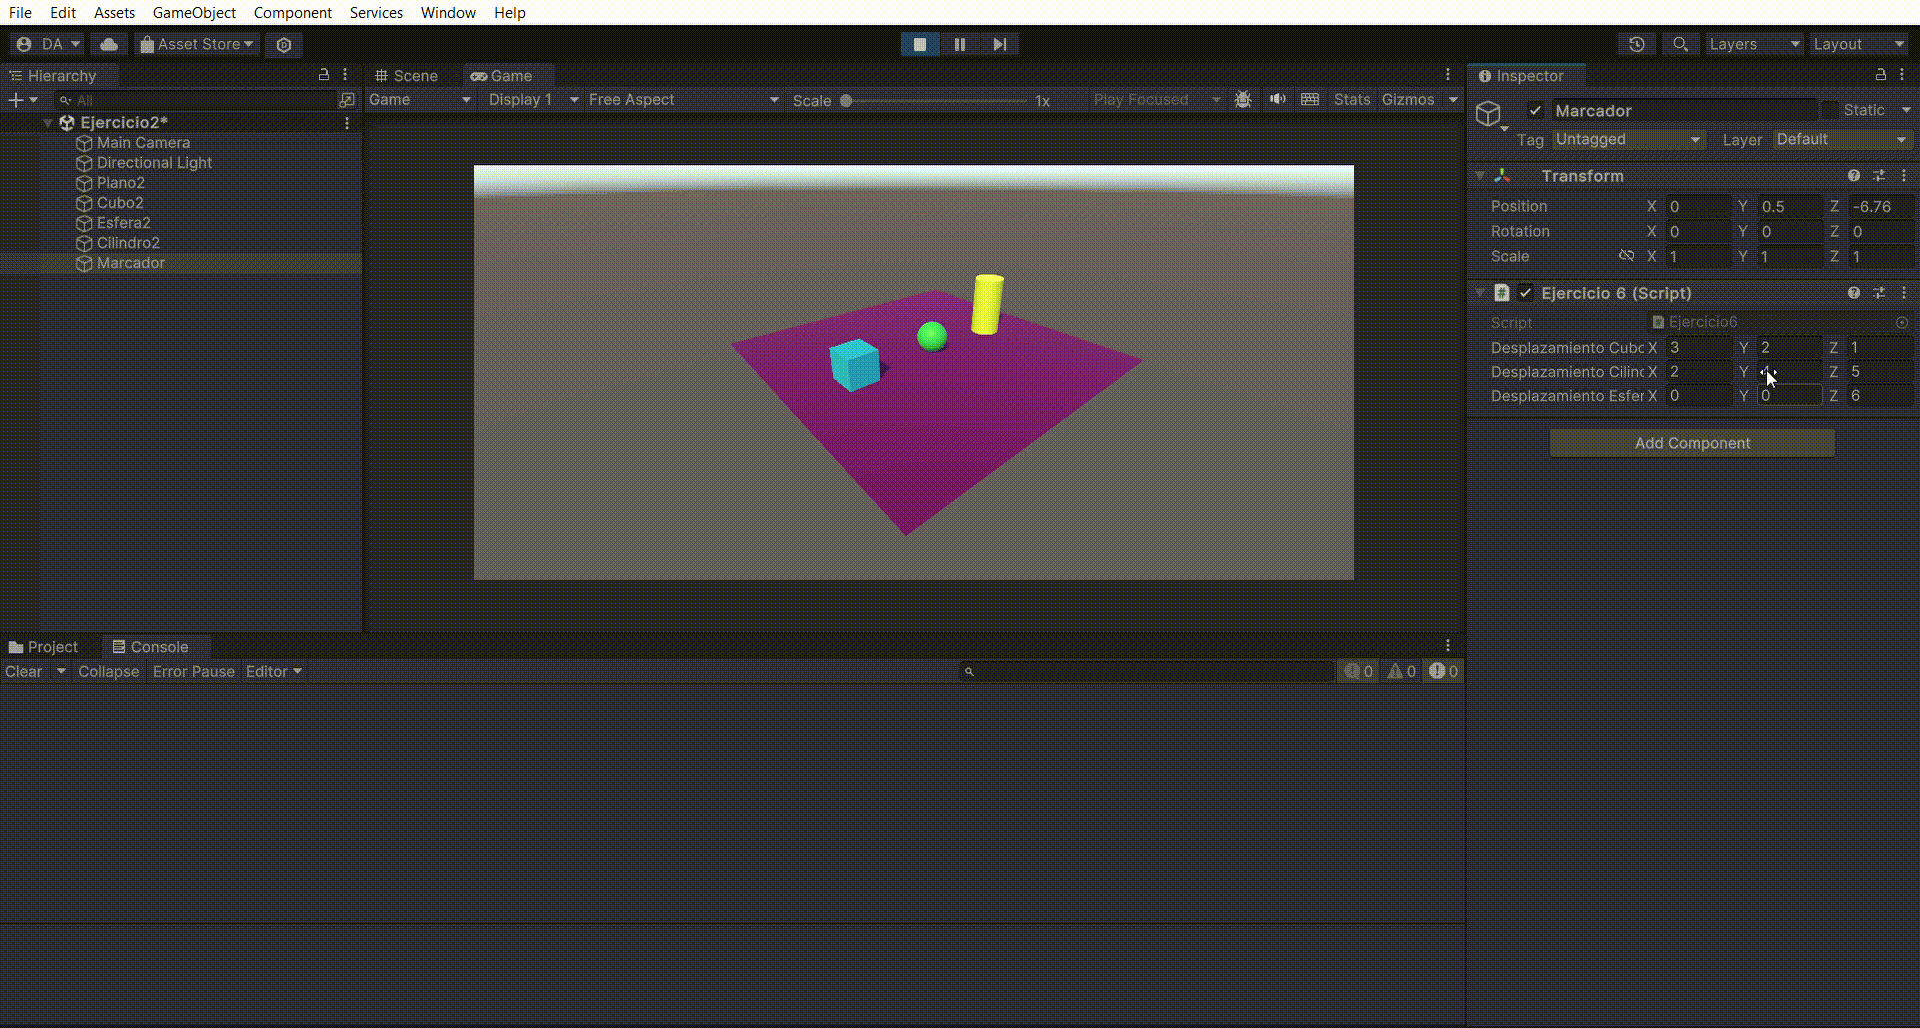 File Edit Assets GameObject Component Services Window Help
DA Asset Store Layers Layout
Hierarchy
All
Ejercicio2*
Main Camera
Directional Light
Plano2
Cubo2
Esfera2
Cilindro2
Marcador
Scene Game
Game Display 1 Free Aspect Scale 1x Play Focused Stats Gizmos
Inspector
Marcador Static
Tag Untagged Layer Default
Transform
Position X 0 Y 0.5 Z -6.76
Rotation X 0 Y 0 Z 0
Scale X 1 Y 1 Z 1
# Ejercicio 6 (Script)
Script Ejercicio6
Desplazamiento Cubo X 3 Y 2 Z 1
Desplazamiento Cilind X 2 Y Z 5
Desplazamiento Esfer X 0 Y 0 Z 6
Add Component
Project Console
Clear Collapse Error Pause Editor 0 0 0